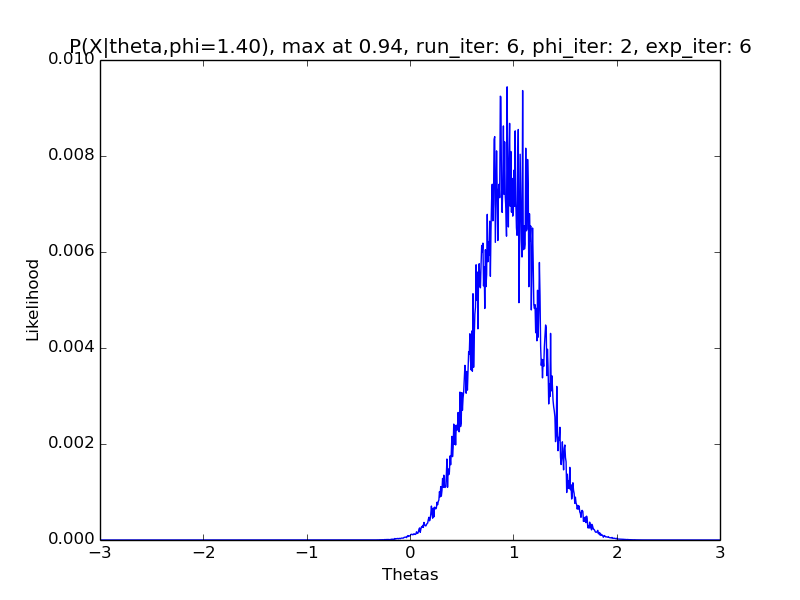 P(X|theta,phi=1.40), max at 0.94, run_iter: 6, phi_iter: 2, exp_iter: 6
0.010
0.008
0.006
0.004
0.002
0.000
Likelihood
−3 −2 −1 0 1 2 3
Thetas